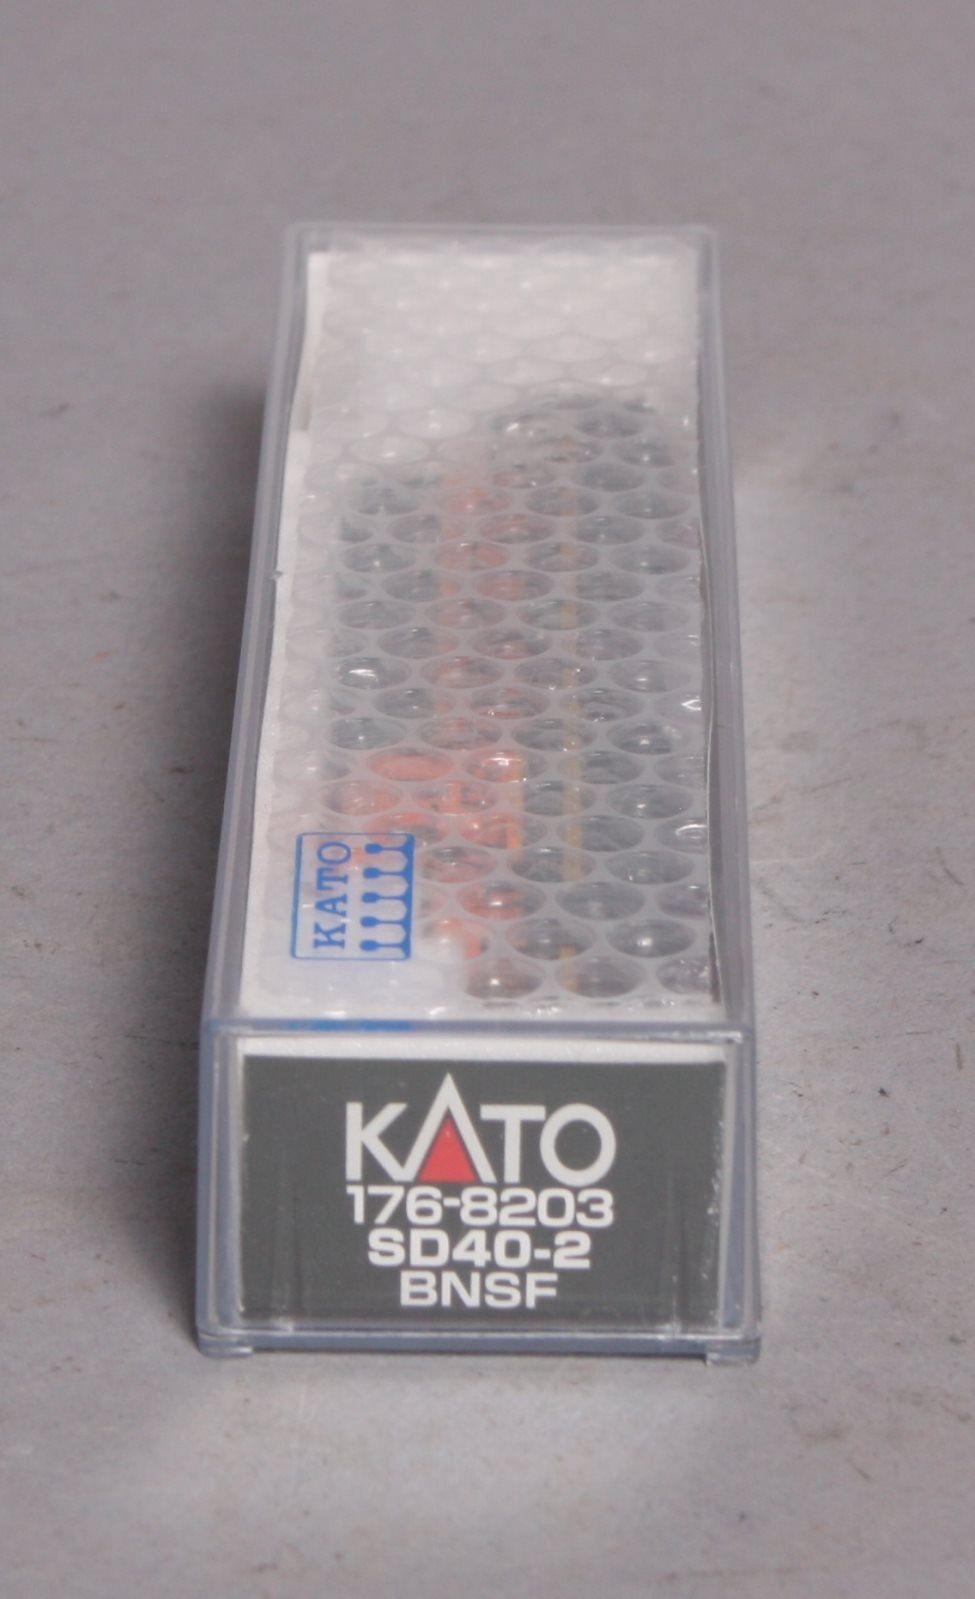 KATO
KATO
176-8203
SD40-2
BNSF